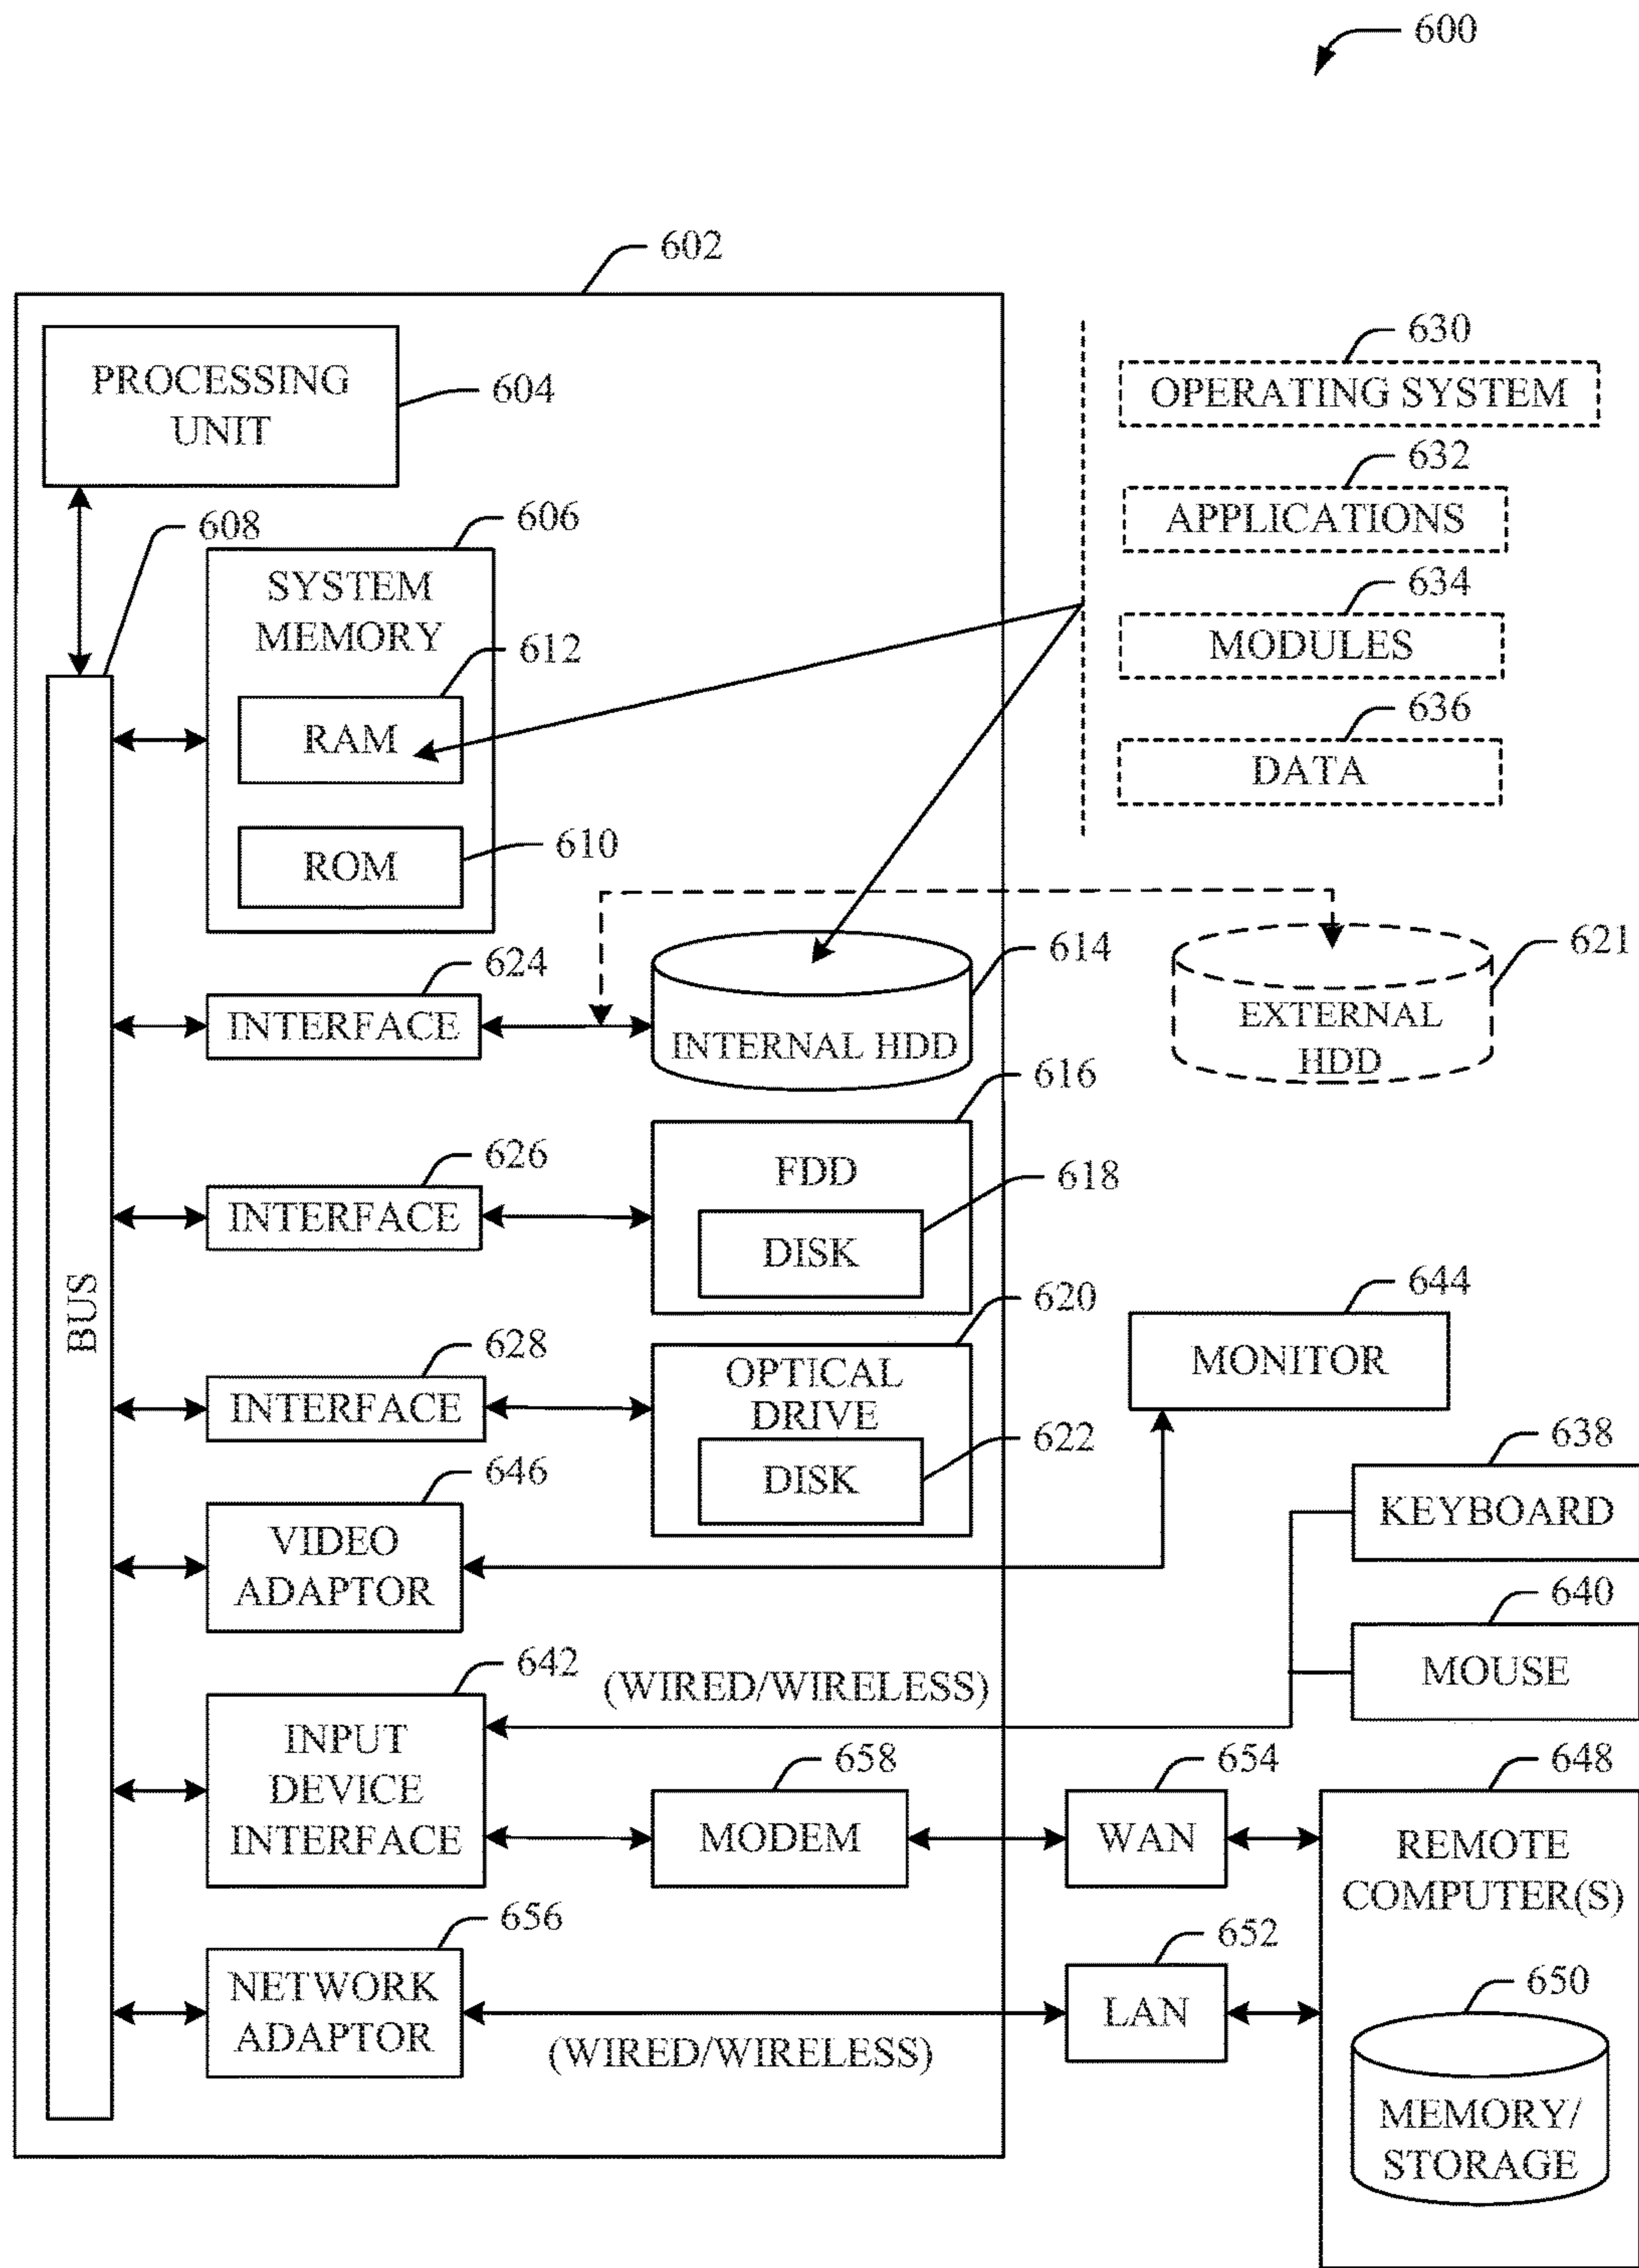 600
602
PROCESSING
UNIT
604
630
OPERATING SYSTEM
632
APPLICATIONS
634
MODULES
636
DATA
608
606
SYSTEM
MEMORY
612
RAM
610
ROM
BUS
624
INTERFACE
614
INTERNAL HDD
621
EXTERNAL
HDD
616
FDD
618
DISK
626
INTERFACE
620
OPTICAL
DRIVE
622
DISK
628
INTERFACE
644
MONITOR
646
VIDEO
ADAPTOR
638
KEYBOARD
640
MOUSE
642
INPUT
DEVICE
INTERFACE
(WIRED/WIRELESS)
658
MODEM
654
WAN
648
REMOTE
COMPUTER(S)
656
NETWORK
ADAPTOR
(WIRED/WIRELESS)
652
LAN
650
MEMORY/
STORAGE